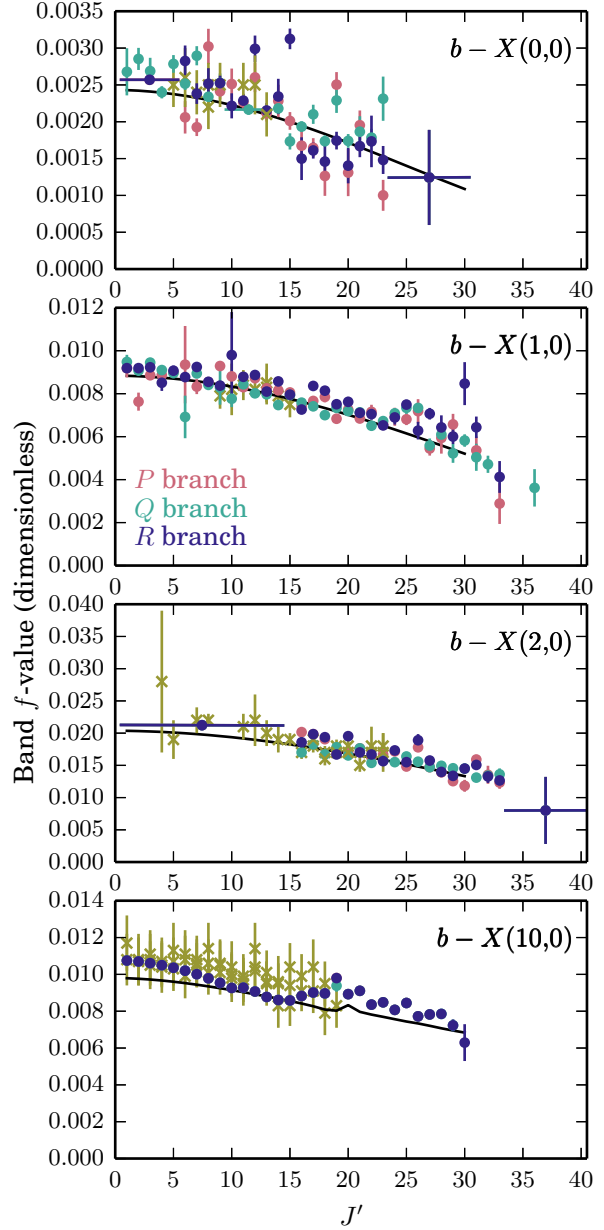 0.0035
0.0030
0.0025
0.0020
0.0015
0.0010
0.0005
0.0000
b − X(0,0)
0 5 10 15 20 25 30 35 40
0.012
0.010
0.008
0.006
0.004
0.002
0.000
b − X(1,0)
P branch
Q branch
R branch
0 5 10 15 20 25 30 35 40
Band f-value (dimensionless)
0.040
0.035
0.030
0.025
0.020
0.015
0.010
0.005
0.000
b − X(2,0)
0 5 10 15 20 25 30 35 40
0.014
0.012
0.010
0.008
0.006
0.004
0.002
0.000
b − X(10,0)
0 5 10 15 20 25 30 35 40
J′